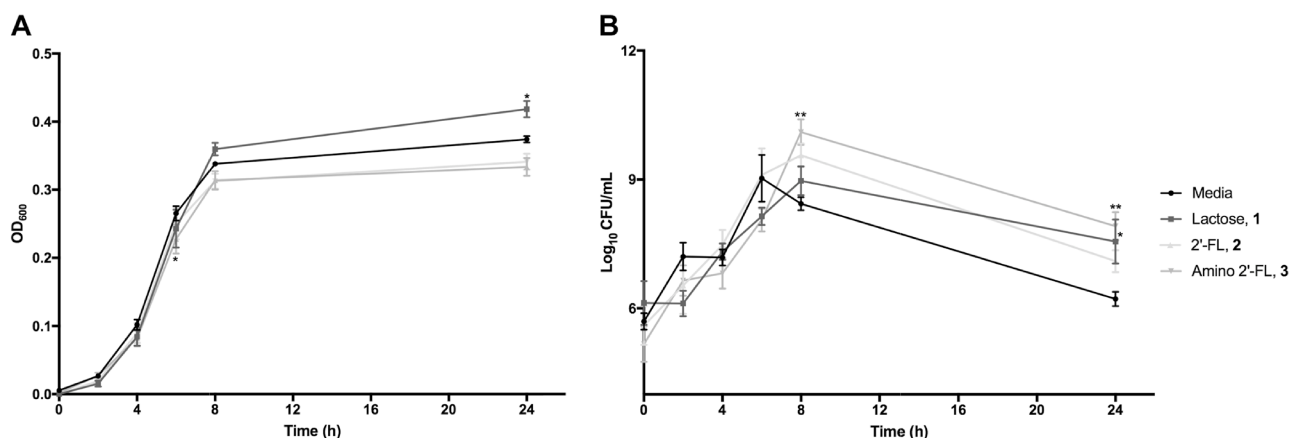 A
0.5
0.4
0.3
0.2
0.1
0.0
OD600
*
*
0
4
8
12
16
20
24
Time (h)
B
12
9
6
Log10 CFU/mL
**
**
*
0
4
8
12
16
20
24
Time (h)
Media
Lactose, 1
2'-FL, 2
Amino 2'-FL, 3